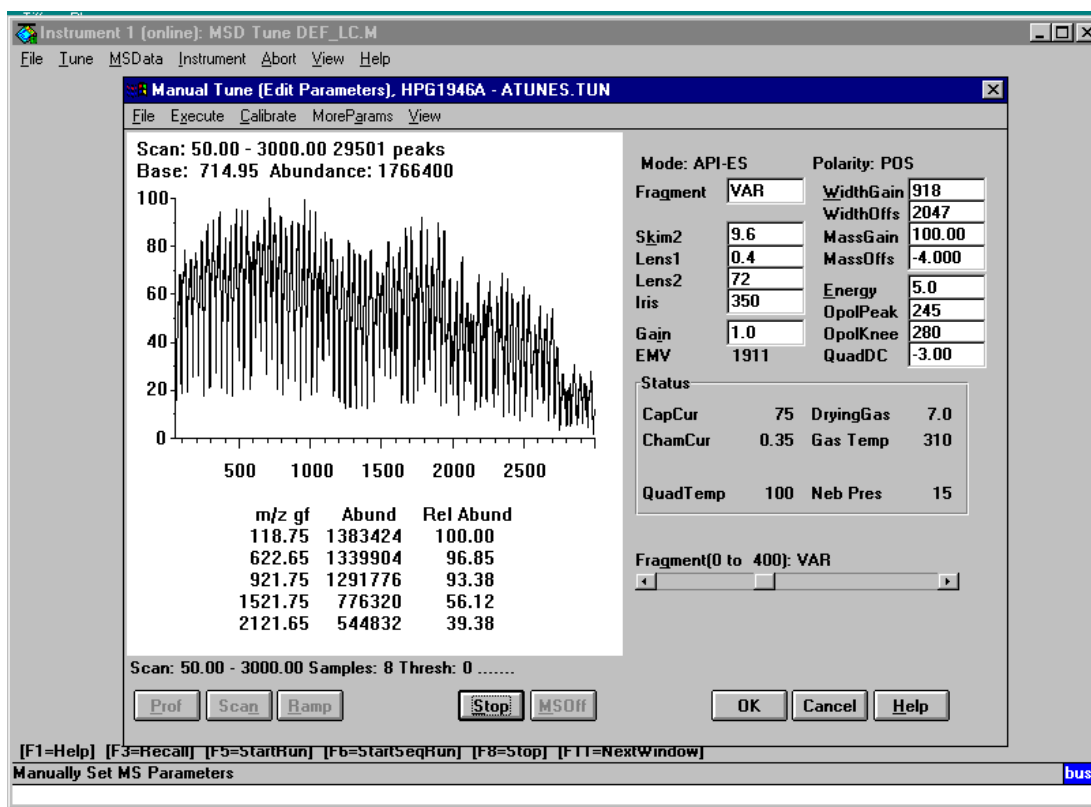 Instrument 1 (online): MSD Tune DEF_LC.M
File Tune MSData Instrument Abort View Help
Manual Tune (Edit Parameters), HPG1946A - ATUNES.TUN
File Execute Calibrate MoreParams View
Scan: 50.00 - 3000.00 29501 peaks
Base: 714.95 Abundance: 1766400
100
80
60
40
20
0
500 1000 1500 2000 2500
m/z gf Abund Rel Abund
118.75 1383424 100.00
622.65 1339904 96.85
921.75 1291776 93.38
1521.75 776320 56.12
2121.65 544832 39.38
Mode: API-ES Polarity: POS
Fragment VAR WidthGain 918
WidthOffs 2047
Skim2 9.6 MassGain 100.00
Lens1 0.4 MassOffs -4.000
Lens2 72
Iris 350 Energy 5.0
OpolPeak 245
Gain 1.0 OpolKnee 280
EMV 1911 QuadDC -3.00
Status
CapCur 75 DryingGas 7.0
ChamCur 0.35 Gas Temp 310
QuadTemp 100 Neb Pres 15
Fragment(0 to 400): VAR
Scan: 50.00 - 3000.00 Samples: 8 Thresh: 0 .......
Prof Scan Ramp Stop MSOff OK Cancel Help
[F1=Help] [F3=Recall] [F5=StartRun] [F6=StartSeqRun] [F8=Stop] [F11=NextWindow]
Manually Set MS Parameters bus